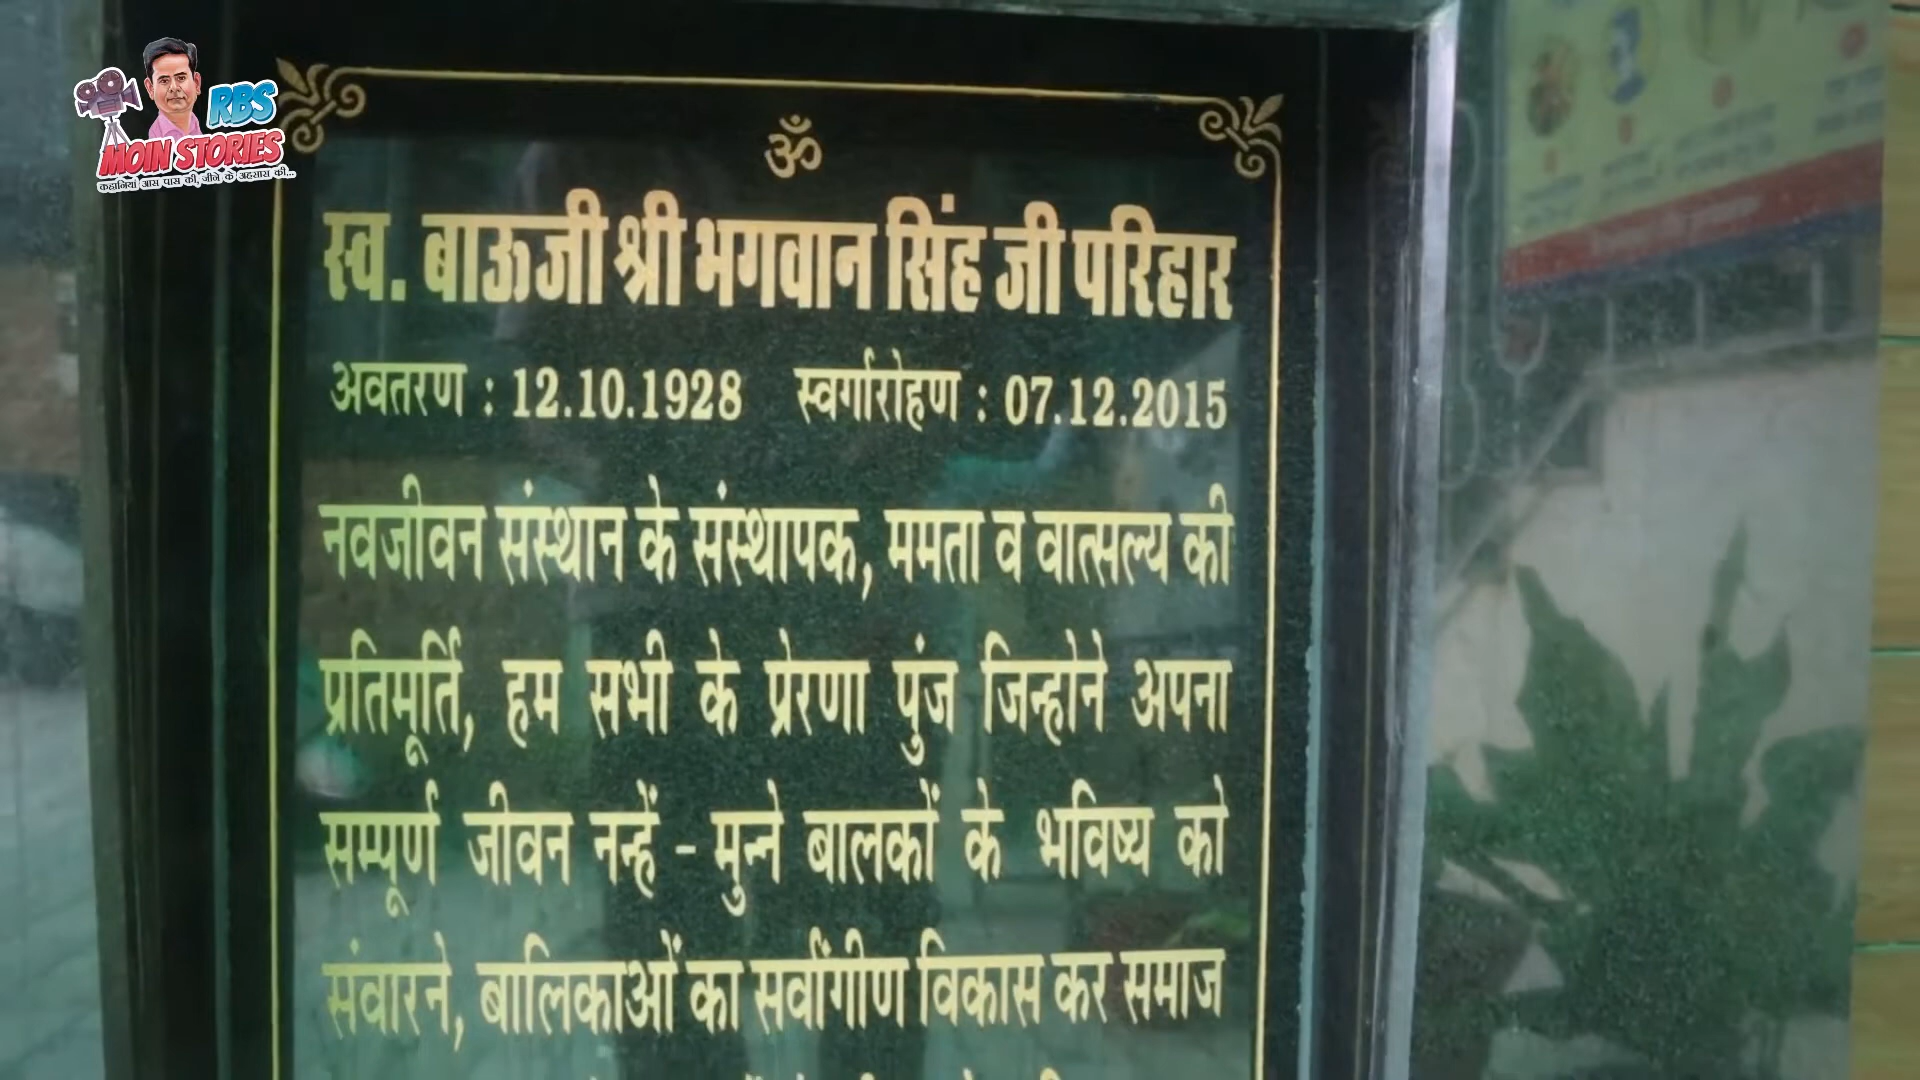 RBS
MOIN STORIES
कहानियां आस पास की, जीने के अहसास की...
ॐ
स्व. बाऊजी श्री भगवान सिंह जी परिहार
अवतरण : 12.10.1928 स्वर्गारोहण : 07.12.2015
नवजीवन संस्थान के संस्थापक, ममता व वात्सल्य की
प्रतिमूर्ति, हम सभी के प्रेरणा पुंज जिन्होने अपना
सम्पूर्ण जीवन नन्हें - मुन्ने बालकों के भविष्य को
संवारने, बालिकाओं का सर्वांगीण विकास कर समाज